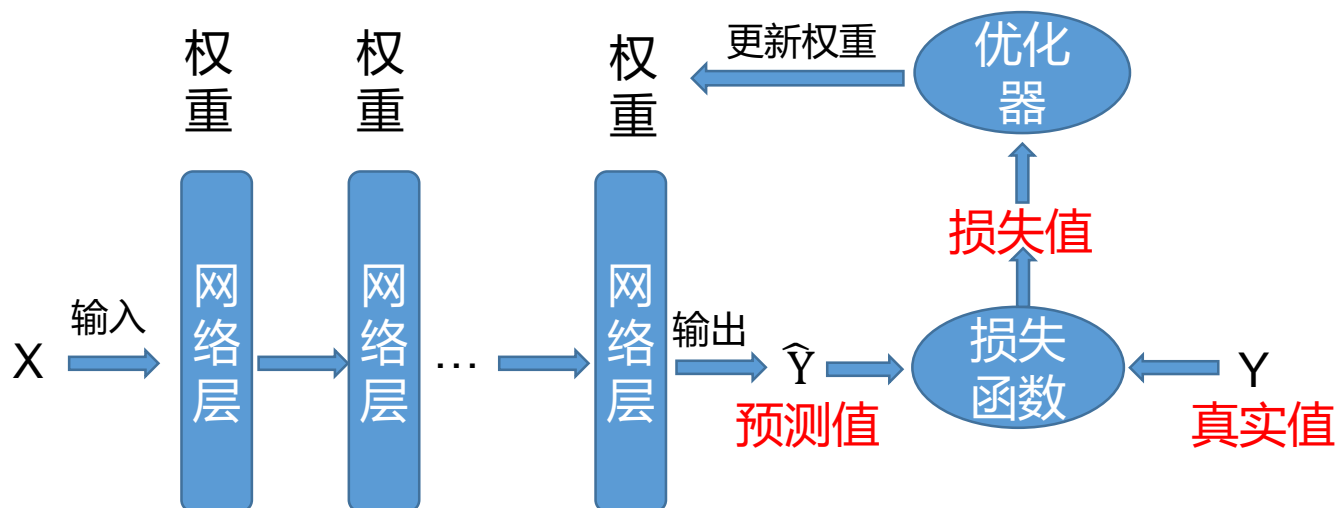 权重
权重
权重
更新权重
优化
器
损失值
网络层
网络层
…
网络层
输入
X
输出
Ŷ
预测值
损失
函数
Y
真实值